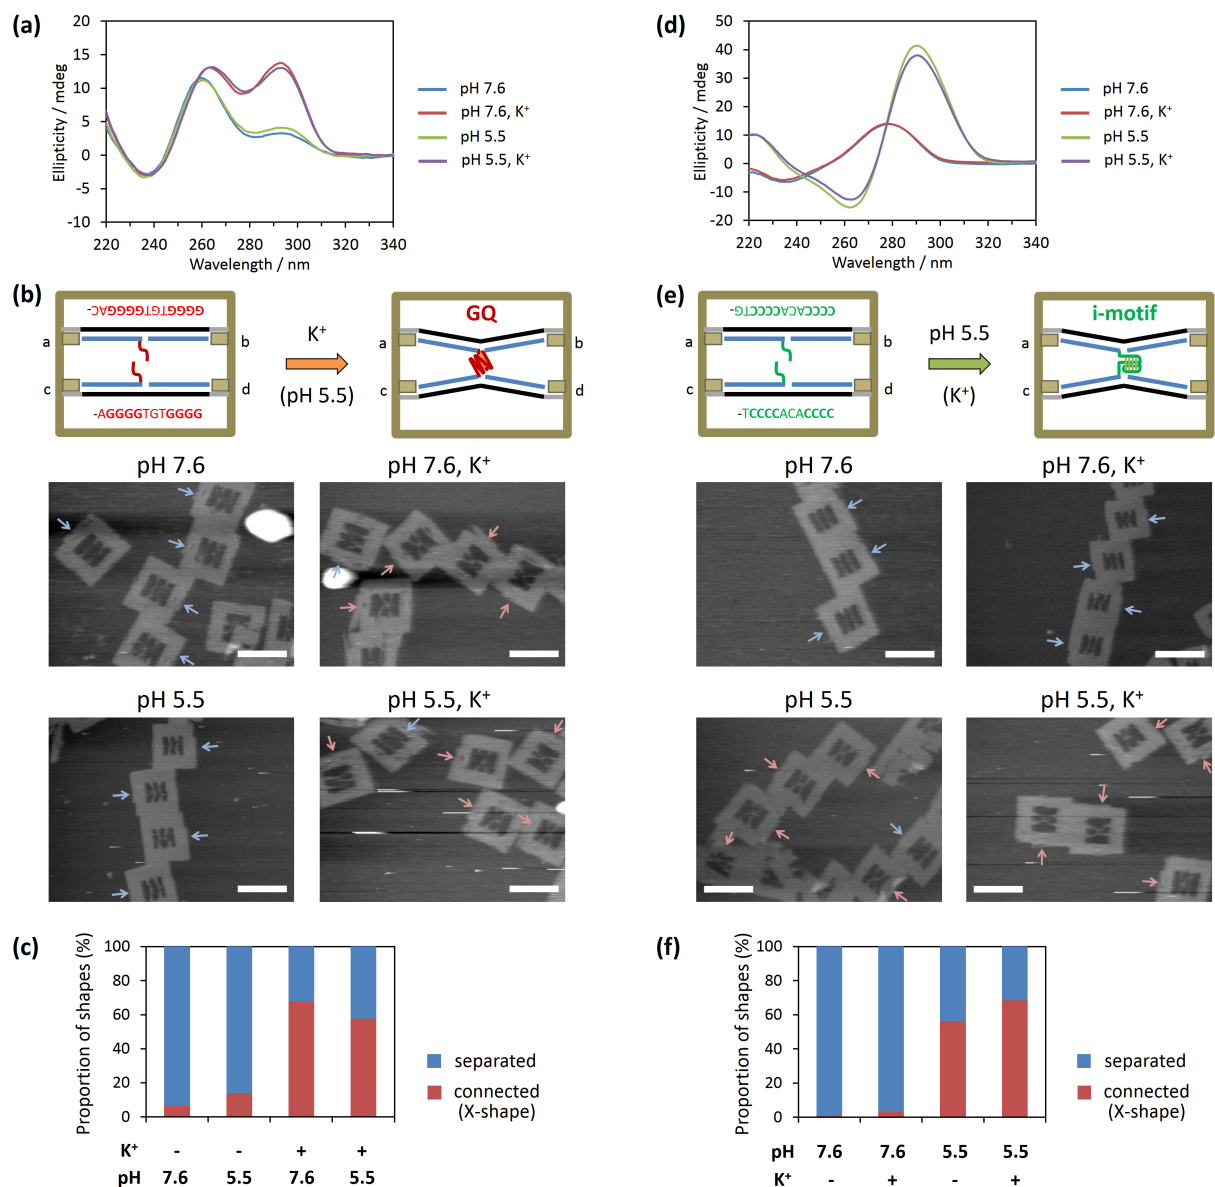 (a)
20
15
10
5
0
-5
-10
220 240 260 280 300 320 340
Ellipticity / mdeg
Wavelength / nm
pH 7.6
pH 7.6, K⁺
pH 5.5
pH 5.5, K⁺
(d)
50
40
30
20
10
0
-10
-20
220 240 260 280 300 320 340
Ellipticity / mdeg
Wavelength / nm
pH 7.6
pH 7.6, K⁺
pH 5.5
pH 5.5, K⁺
(b)
GGGGTGTGGGGAC-
a b
c d
-AGGGGTGTGGGG
K⁺
(pH 5.5)
GQ
a b
c d
pH 7.6 pH 7.6, K⁺
pH 5.5 pH 5.5, K⁺
(e)
CCCCACACCCCTG-
a b
c d
-TCCCCACACCCC
pH 5.5
(K⁺)
i-motif
a b
c d
pH 7.6 pH 7.6, K⁺
pH 5.5 pH 5.5, K⁺
(c)
Proportion of shapes (%)
100
80
60
40
20
0
K⁺ - - + +
pH 7.6 5.5 7.6 5.5
separated
connected
(X-shape)
(f)
Proportion of shapes (%)
100
80
60
40
20
0
pH 7.6 7.6 5.5 5.5
K⁺ - + - +
separated
connected
(X-shape)